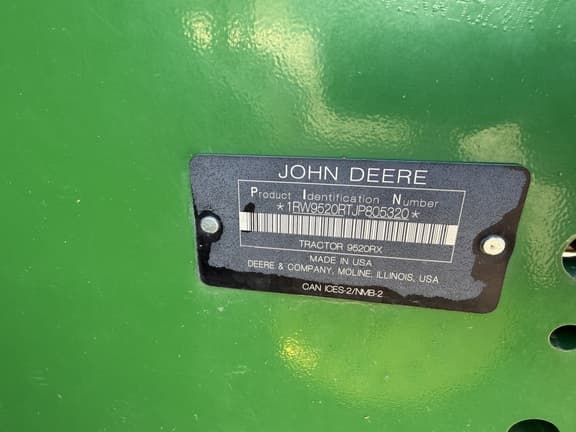 JOHN DEERE
Product Identification Number
*1RW9520RTJP805320*
TRACTOR 9520RX
MADE IN USA
DEERE & COMPANY, MOLINE, ILLINOIS, USA
CAN ICES-2/NMB-2